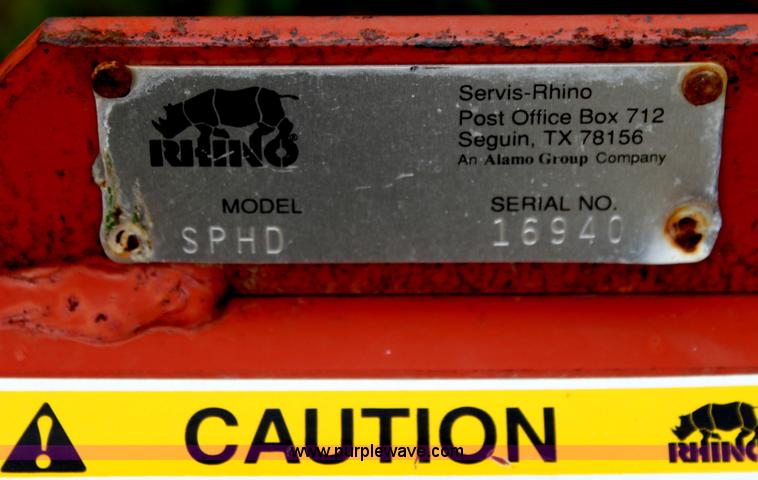 RHINO®
Servis-Rhino
Post Office Box 712
Seguin, TX 78156
An Alamo Group Company
MODEL
SERIAL NO.
SPHD
16940
CAUTION
RHINO
www.purplewave.com